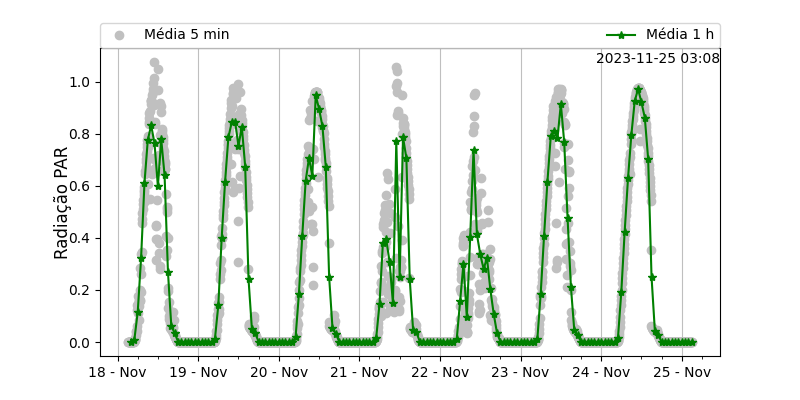 Média 5 min
Média 1 h
2023-11-25 03:08
Radiação PAR
1.0
0.8
0.6
0.4
0.2
0.0
18 - Nov
19 - Nov
20 - Nov
21 - Nov
22 - Nov
23 - Nov
24 - Nov
25 - Nov